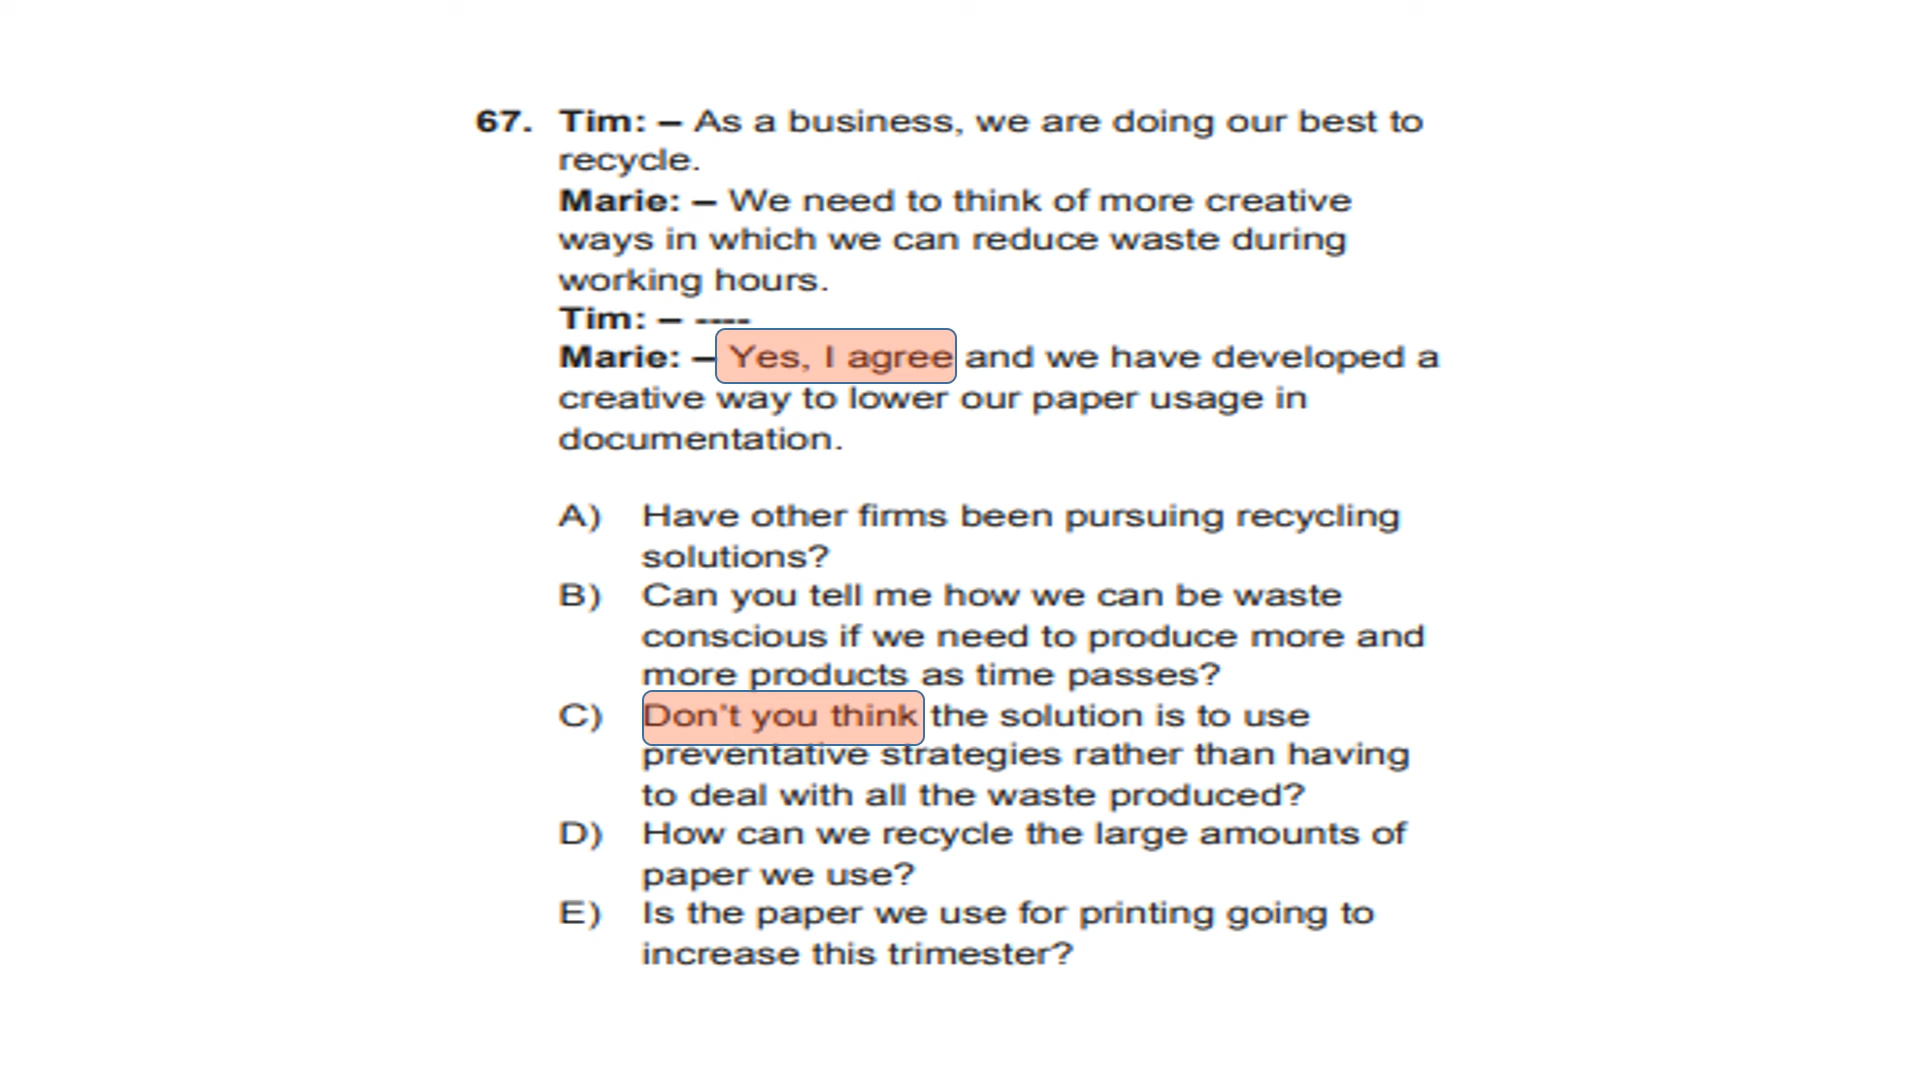 67. Tim: – As a business, we are doing our best to
recycle.
Marie: – We need to think of more creative
ways in which we can reduce waste during
working hours.
Tim: – ----
Marie: – Yes, I agree and we have developed a
creative way to lower our paper usage in
documentation.
A) Have other firms been pursuing recycling
solutions?
B) Can you tell me how we can be waste
conscious if we need to produce more and
more products as time passes?
C) Don't you think the solution is to use
preventative strategies rather than having
to deal with all the waste produced?
D) How can we recycle the large amounts of
paper we use?
E) Is the paper we use for printing going to
increase this trimester?